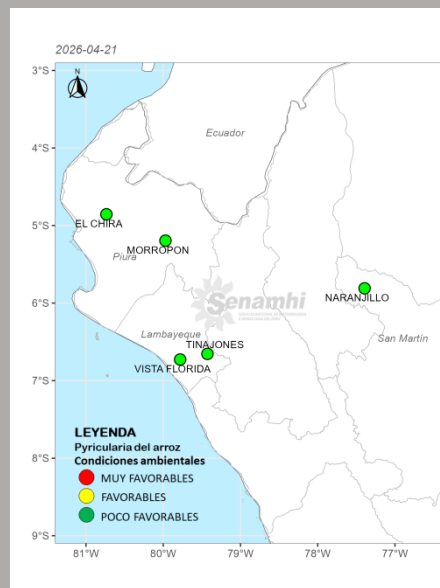 2026-04-21
N
3°S
4°S
5°S
6°S
7°S
8°S
9°S
Ecuador
EL CHIRA
MORROPON
Piura
NARANJILLO
Senamhi
Lambayeque
TINAJONES
San Martín
VISTA FLORIDA
LEYENDA
Pyricularia del arroz
Condiciones ambientales
MUY FAVORABLES
FAVORABLES
POCO FAVORABLES
81°W
80°W
79°W
78°W
77°W